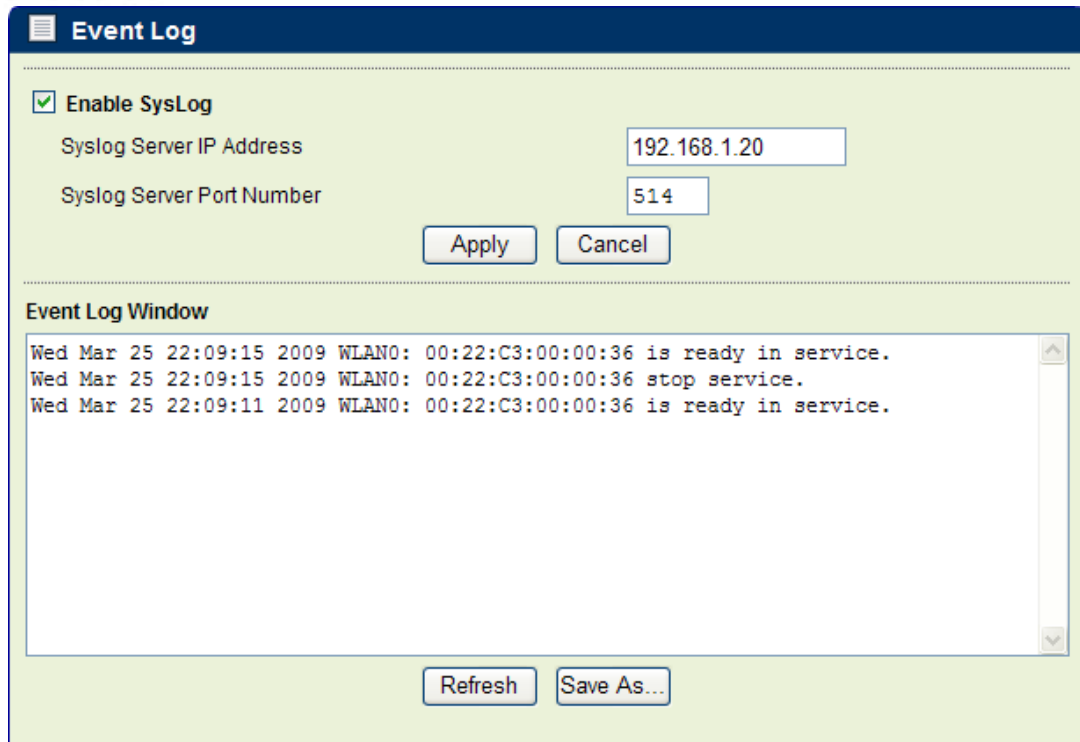 Event Log
Enable SysLog
Syslog Server IP Address 192.168.1.20
Syslog Server Port Number 514
Apply Cancel
Event Log Window
Wed Mar 25 22:09:15 2009 WLAN0: 00:22:C3:00:00:36 is ready in service.
Wed Mar 25 22:09:15 2009 WLAN0: 00:22:C3:00:00:36 stop service.
Wed Mar 25 22:09:11 2009 WLAN0: 00:22:C3:00:00:36 is ready in service.
Refresh Save As...